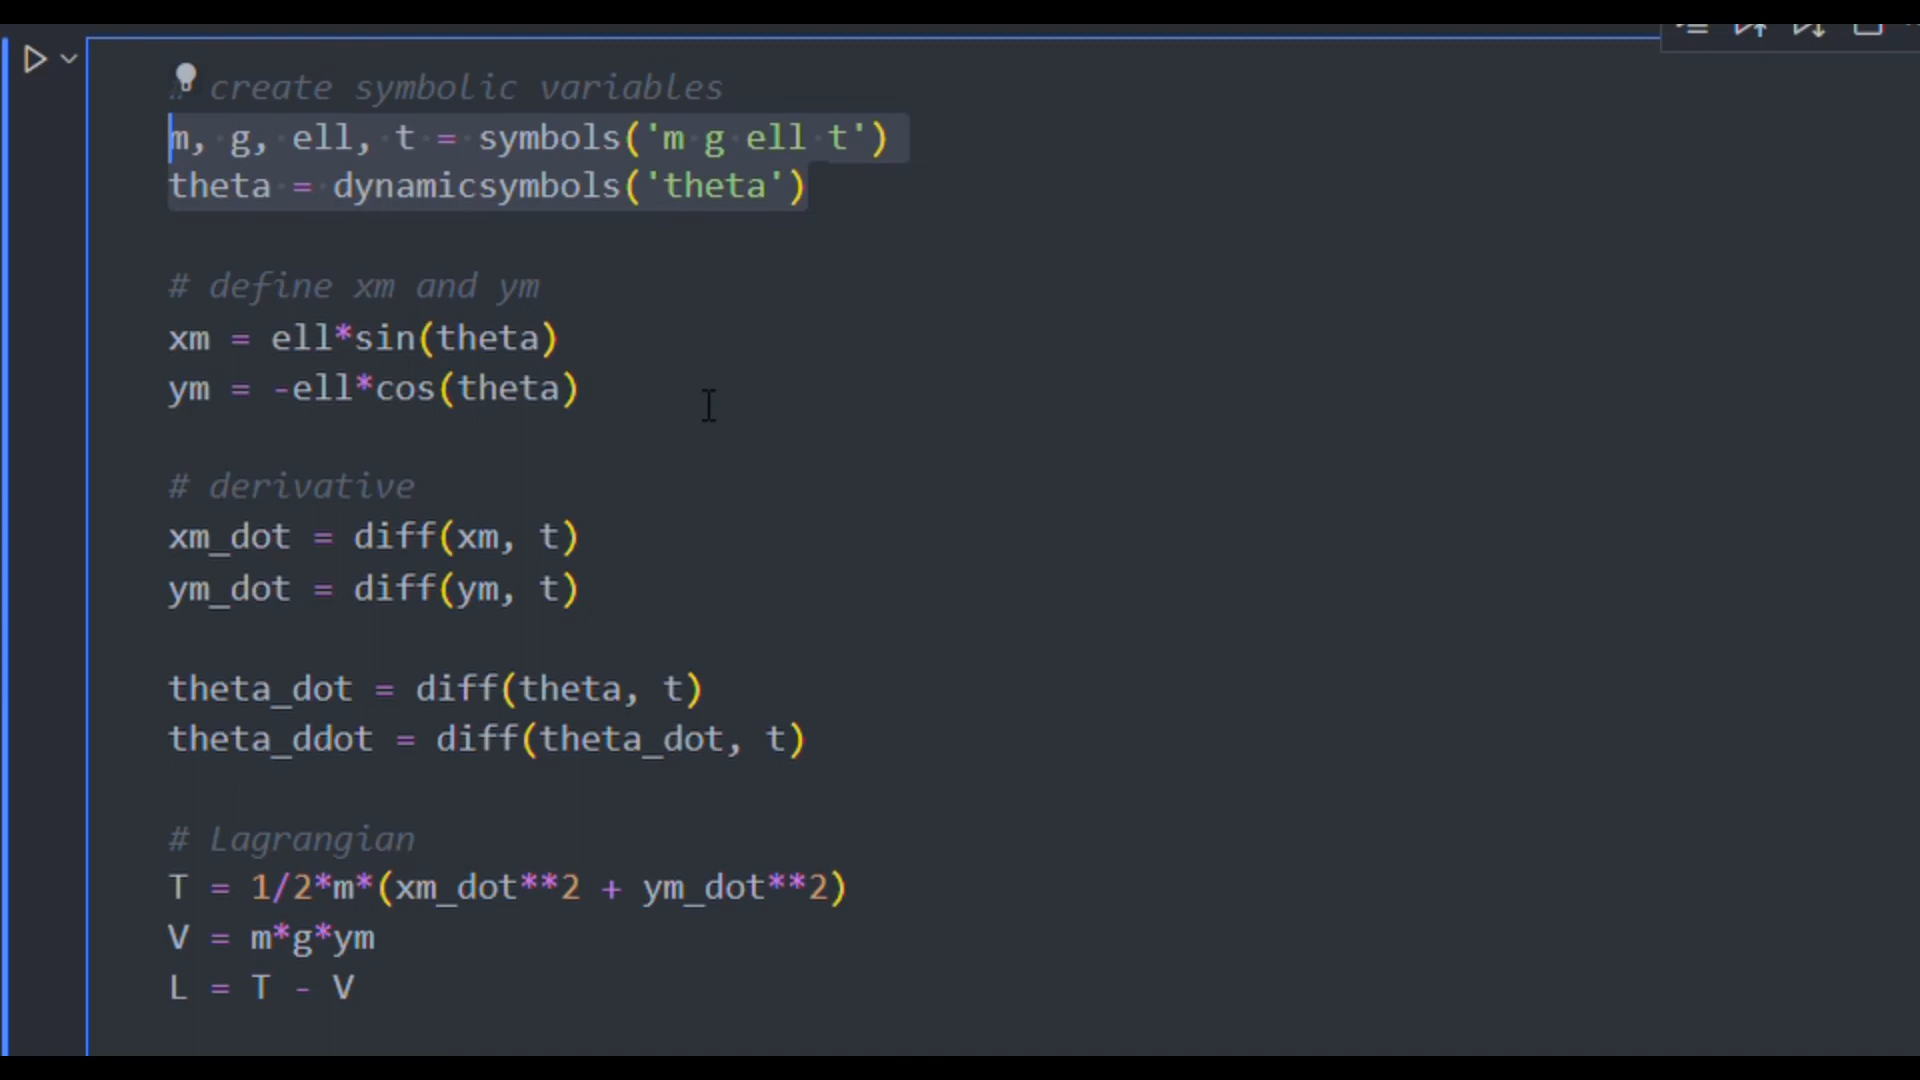 # create symbolic variables
m, g, ell, t = symbols('m g ell t')
theta = dynamicsymbols('theta')
# define xm and ym
xm = ell*sin(theta)
ym = -ell*cos(theta)
# derivative
xm_dot = diff(xm, t)
ym_dot = diff(ym, t)
theta_dot = diff(theta, t)
theta_ddot = diff(theta_dot, t)
# Lagrangian
T = 1/2*m*(xm_dot**2 + ym_dot**2)
V = m*g*ym
L = T - V